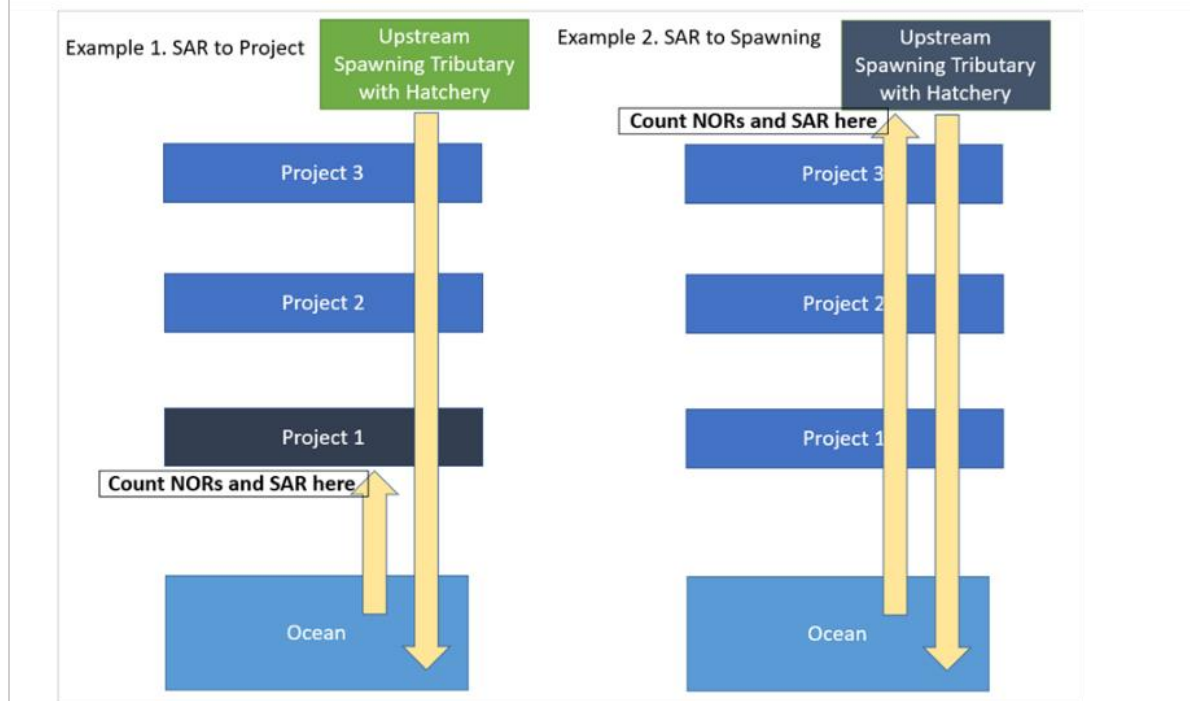 Example 1. SAR to Project
Upstream
Spawning Tributary
with Hatchery
Project 3
Project 2
Project 1
Count NORs and SAR here
Ocean
Example 2. SAR to Spawning
Upstream
Spawning Tributary
with Hatchery
Count NORs and SAR here
Project 3
Project 2
Project 1
Ocean